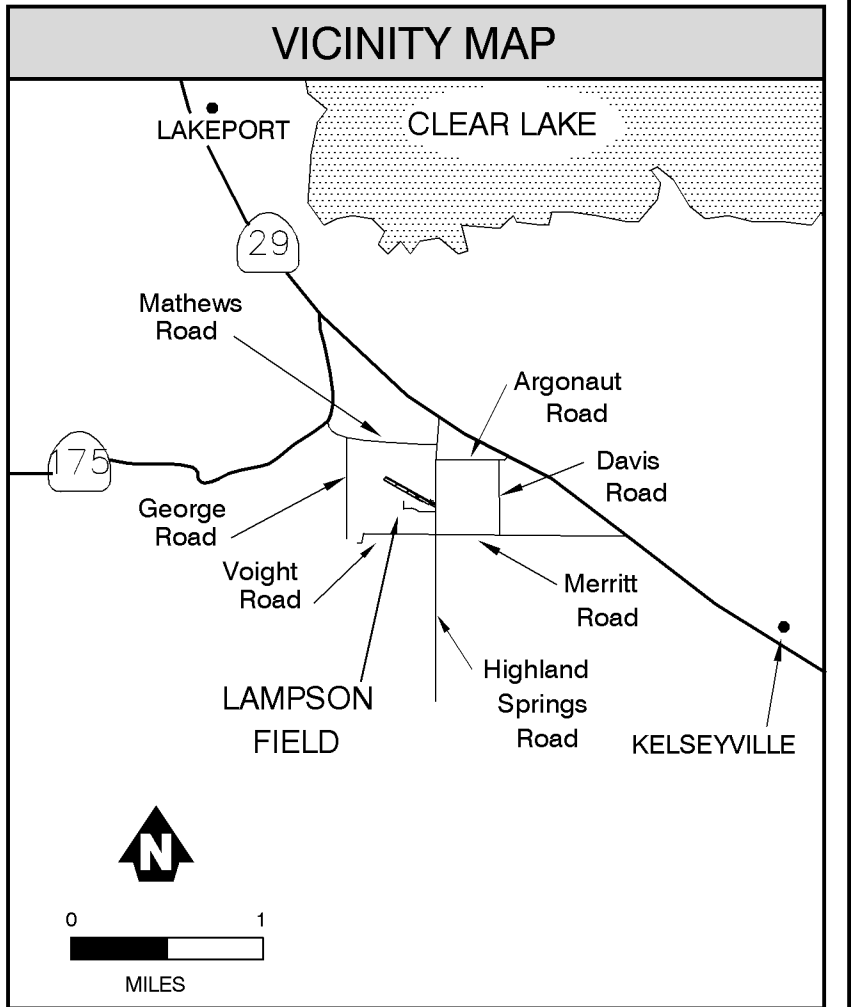 VICINITY MAP
LAKEPORT
CLEAR LAKE
29
Mathews
Road
Argonaut
Road
175
Davis
Road
George
Road
Voight
Road
Merritt
Road
LAMPSON
FIELD
Highland
Springs
Road
KELSEYVILLE
N
0 1
MILES